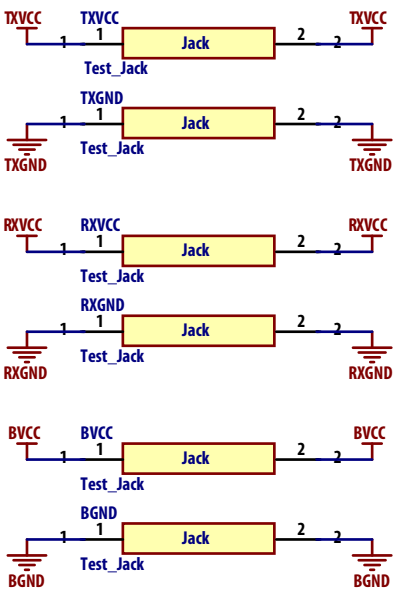 TXVCC TXVCC TXVCC
1 1 Jack 2 2
Test_Jack
TXGND
1 1 Jack 2 2
TXGND Test_Jack TXGND
RXVCC RXVCC RXVCC
1 1 Jack 2 2
Test_Jack
RXGND
1 1 Jack 2 2
RXGND Test_Jack RXGND
BVCC BVCC BVCC
1 1 Jack 2 2
Test_Jack
BGND
1 1 Jack 2 2
BGND Test_Jack BGND